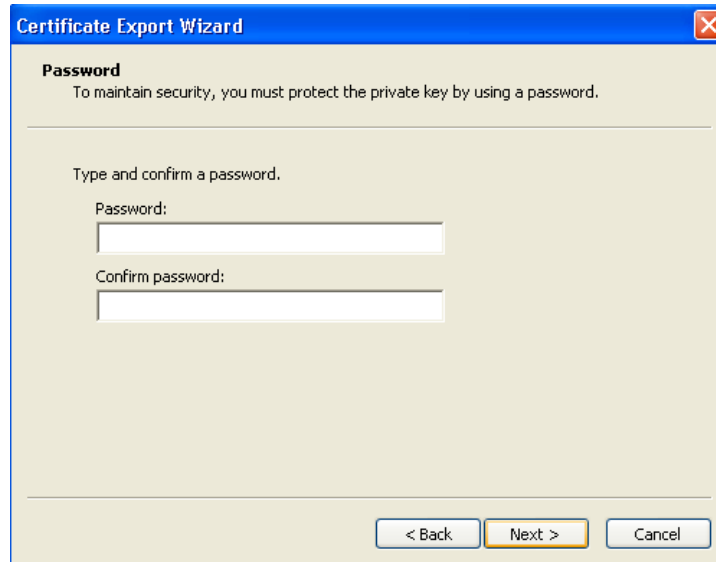 Certificate Export Wizard
Password
To maintain security, you must protect the private key by using a password.
Type and confirm a password.
Password:
Confirm password:
< Back Next > Cancel